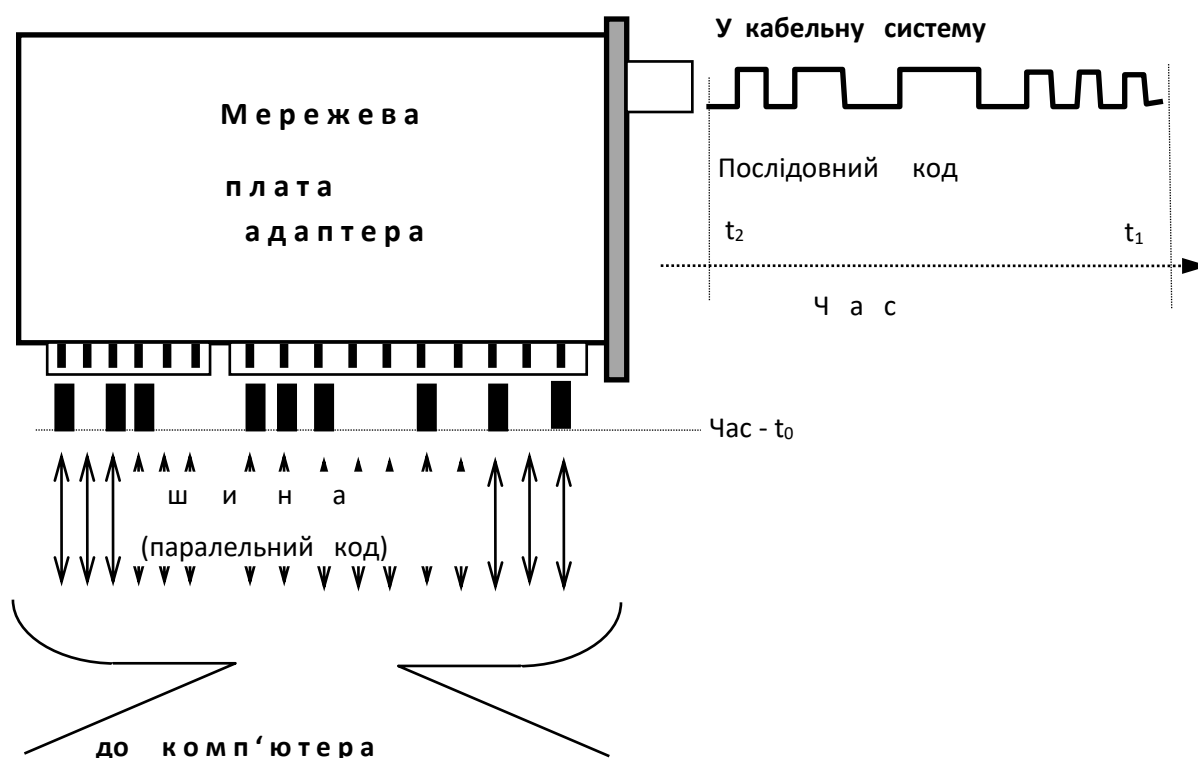 У кабельну систему
Мережева
плата
адаптера
Послідовний код
t₂ t₁
Час
Час - t₀
шина
(паралельний код)
до комп‘ютера